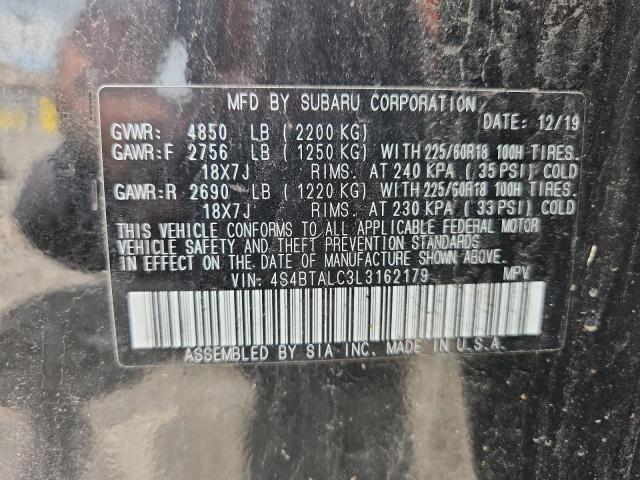 MFD BY SUBARU CORPORATION
DATE: 12/19
GVWR: 4850 LB (2200 KG)
GAWR:F 2756 LB (1250 KG) WITH 225/60R18 100H TIRES.
18X7J RIMS. AT 240 KPA (35 PSI) COLD
GAWR:R 2690 LB (1220 KG) WITH 225/60R18 100H TIRES.
18X7J RIMS. AT 230 KPA (33 PSI) COLD
THIS VEHICLE CONFORMS TO ALL APPLICABLE FEDERAL MOTOR
VEHICLE SAFETY AND THEFT PREVENTION STANDARDS IN
EFFECT ON THE DATE OF MANUFACTURE SHOWN ABOVE.
VIN: 4S4BTALC3L3162179 MPV
ASSEMBLED BY SIA INC. MADE IN U.S.A.